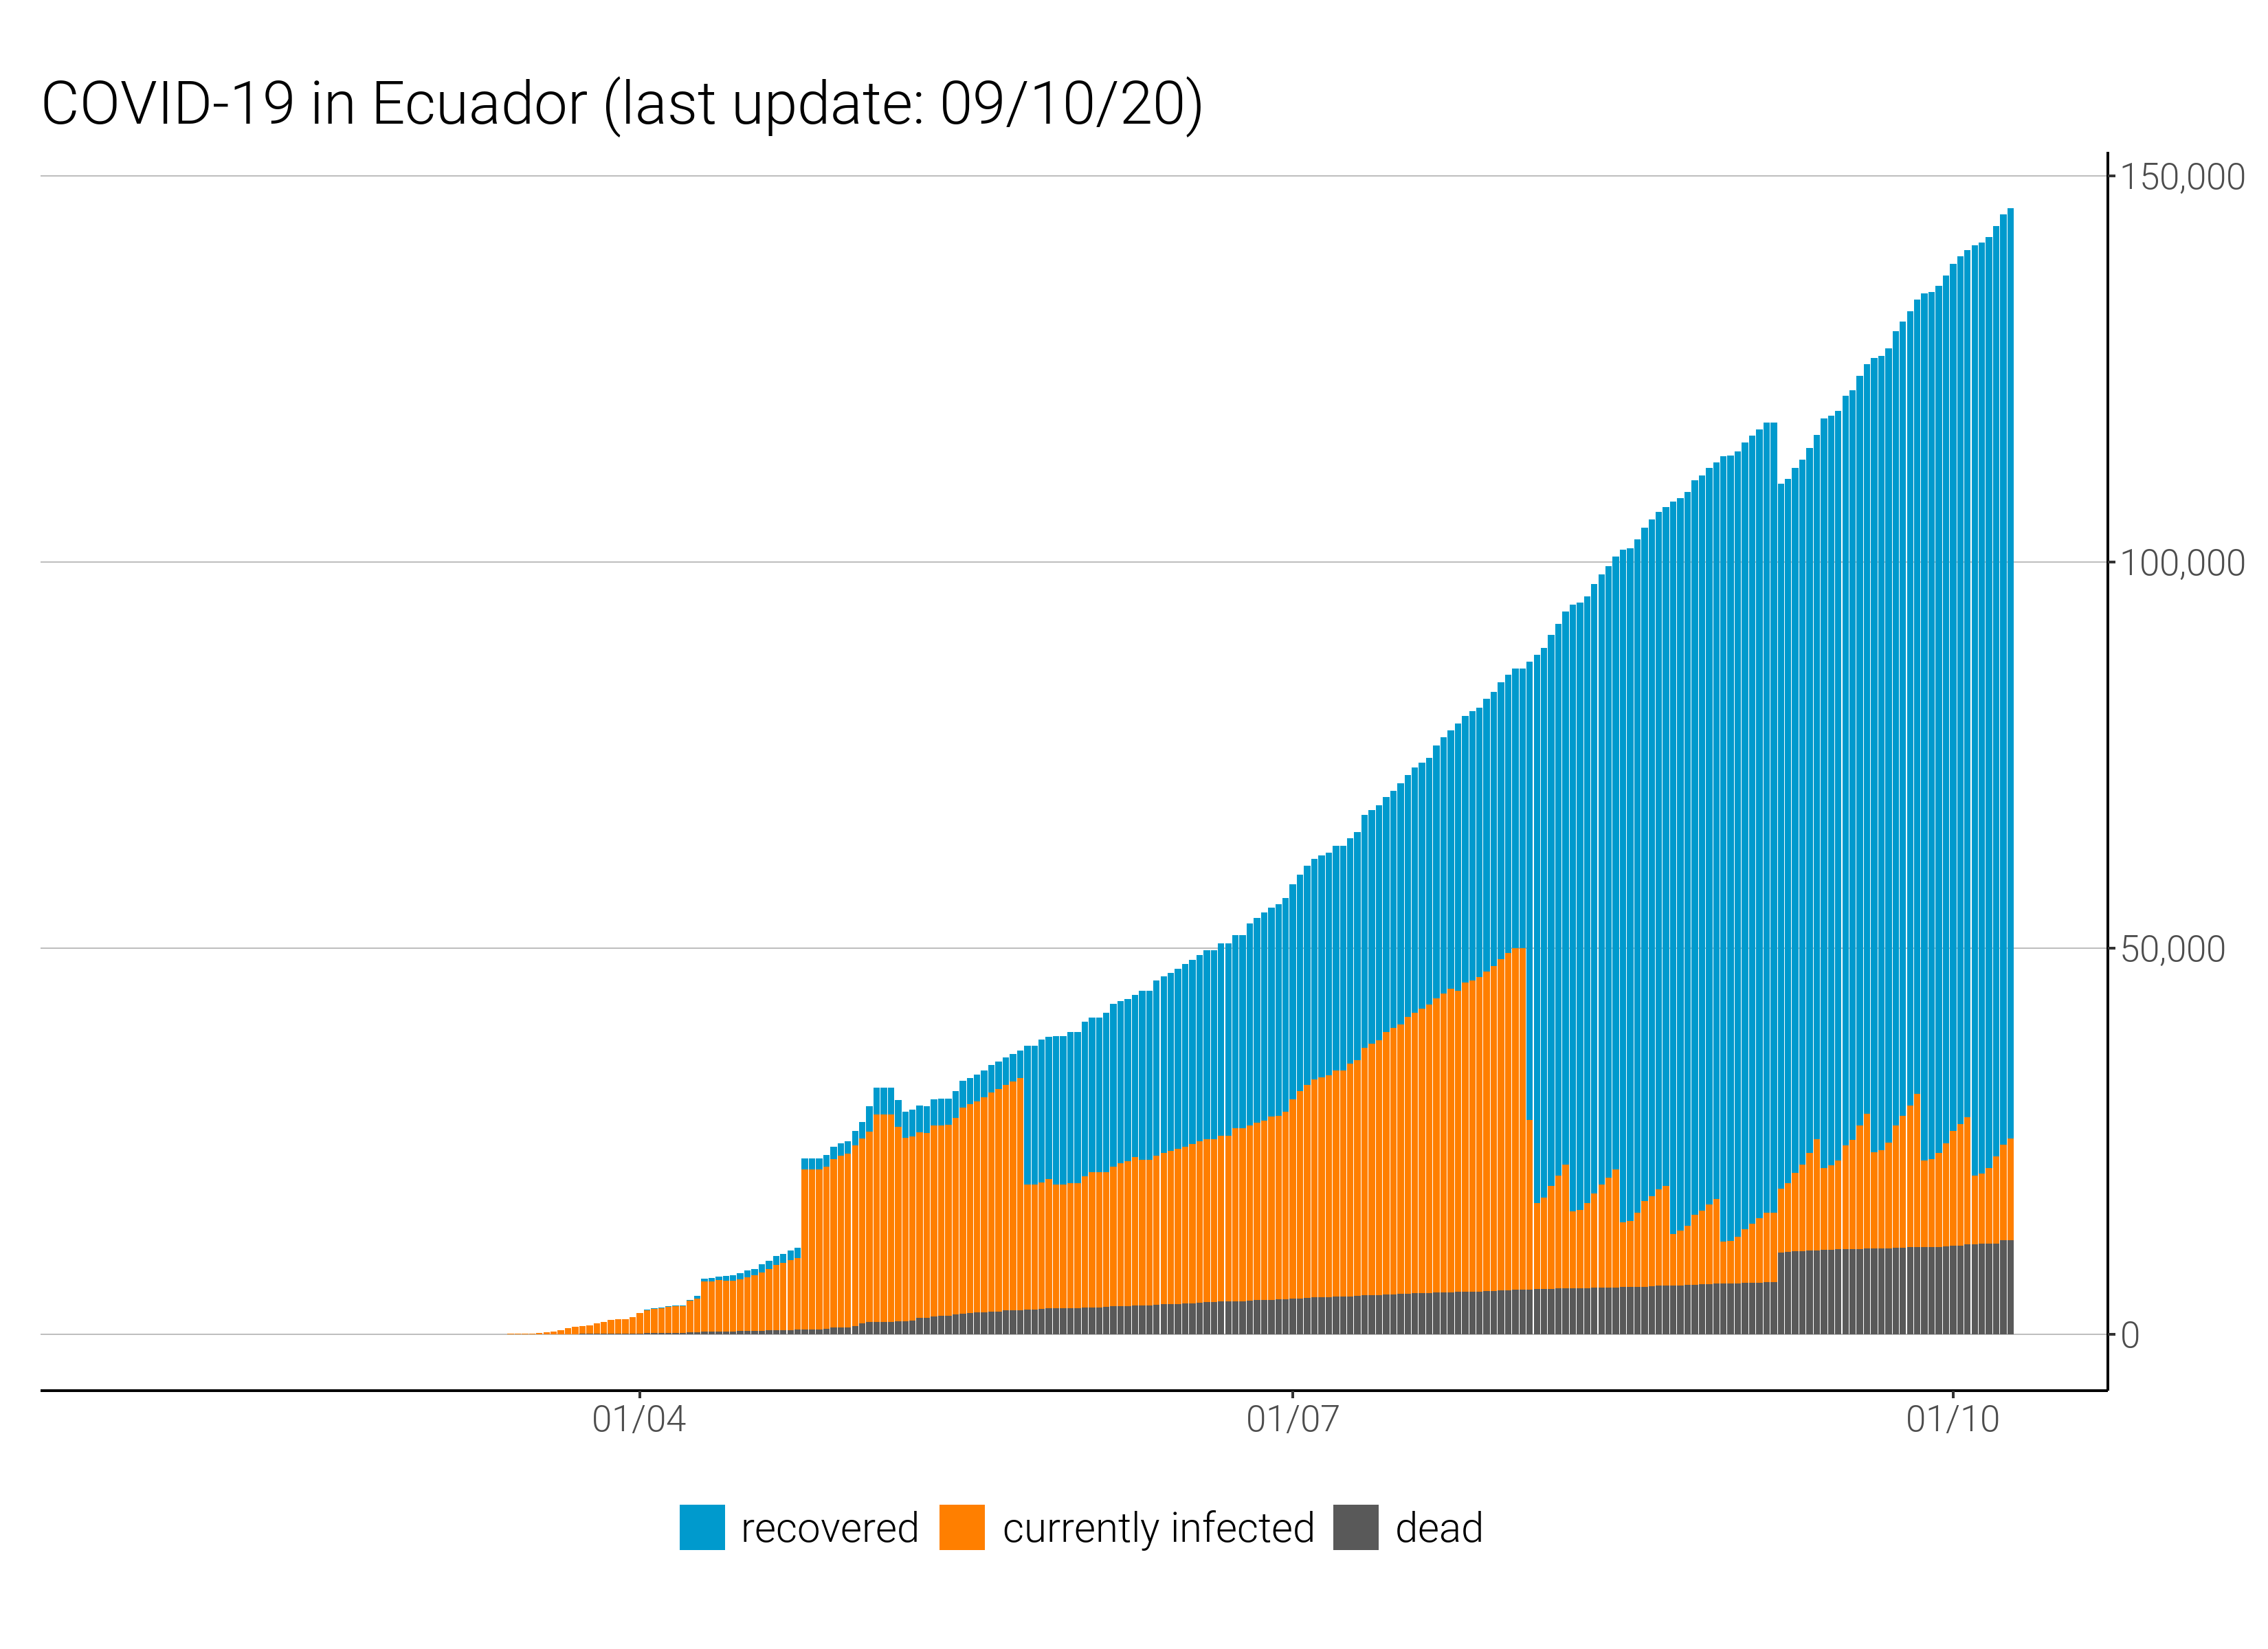 COVID-19 in Ecuador (last update: 09/10/20)
150,000
100,000
50,000
0
01/04 01/07 01/10
recovered currently infected dead